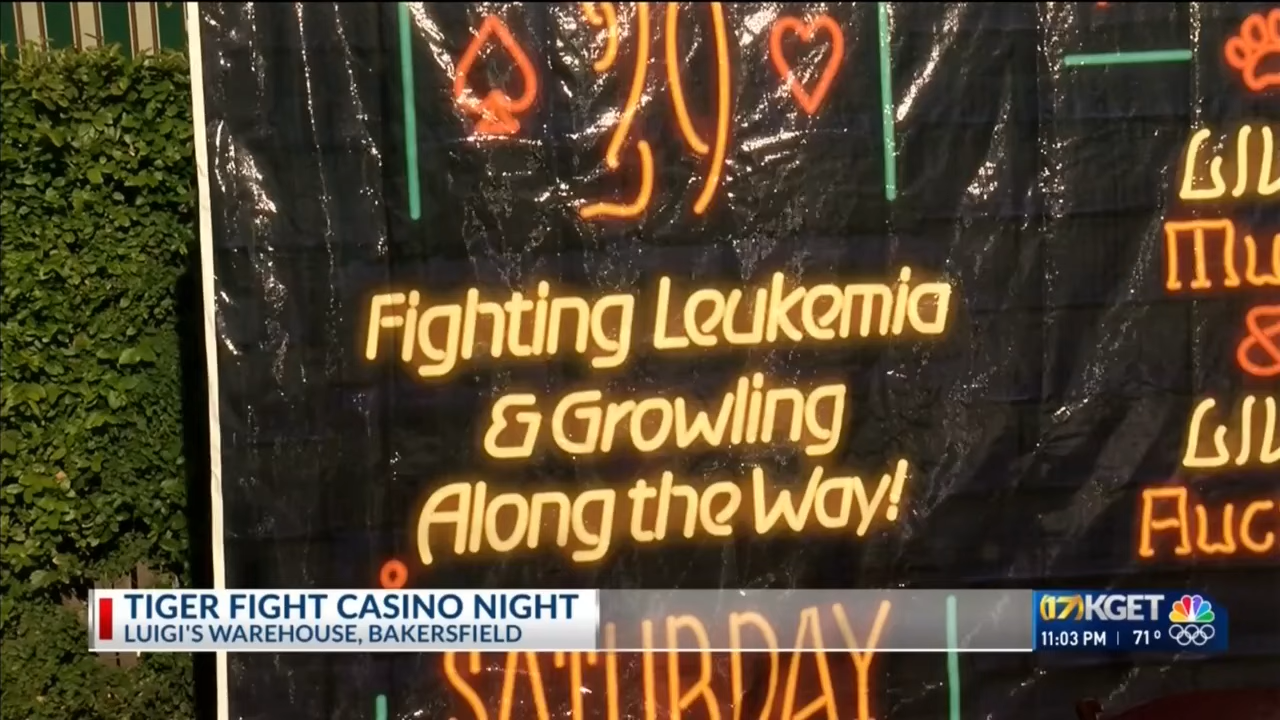 Fighting Leukemia
& Growling
Along the Way!
&
SATURDAY
TIGER FIGHT CASINO NIGHT
LUIGI'S WAREHOUSE, BAKERSFIELD
17 KGET
11:03 PM | 71°